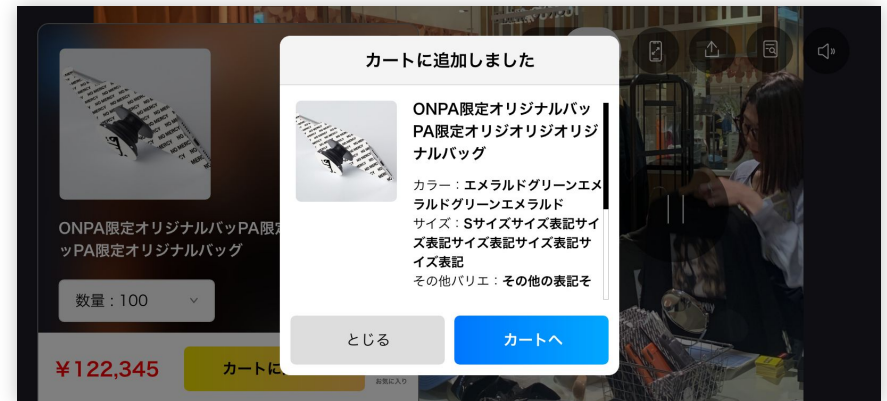 カートに追加しました
ONPA限定オリジナルバッ
PA限定オリジオリジオリジ
ナルバッグ
カラー：エメラルドグリーンエメ
ラルドグリーンエメラルド
サイズ：Sサイズサイズ表記サイ
ズ表記サイズ表記サイズ表記サ
イズ表記
その他バリエ：その他の表記そ
とじる
カートへ
ONPA限定オリジナルバッPA限定
ッPA限定オリジナルバッグ
数量：100
¥122,345
カートに
お気に入り
NO MERCY